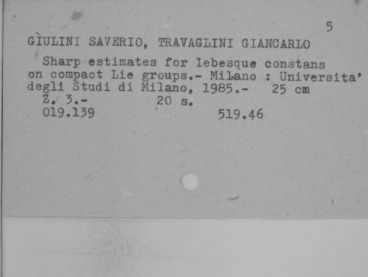 5
GIULINI SAVERIO, TRAVAGLINI GIANCARLO
Sharp estimates for lebesque constans
on compact Lie groups.- Milano : Universita'
degli Studi di Milano, 1985.- 25 cm
Z. 3.- 20 s.
019.139 519.46